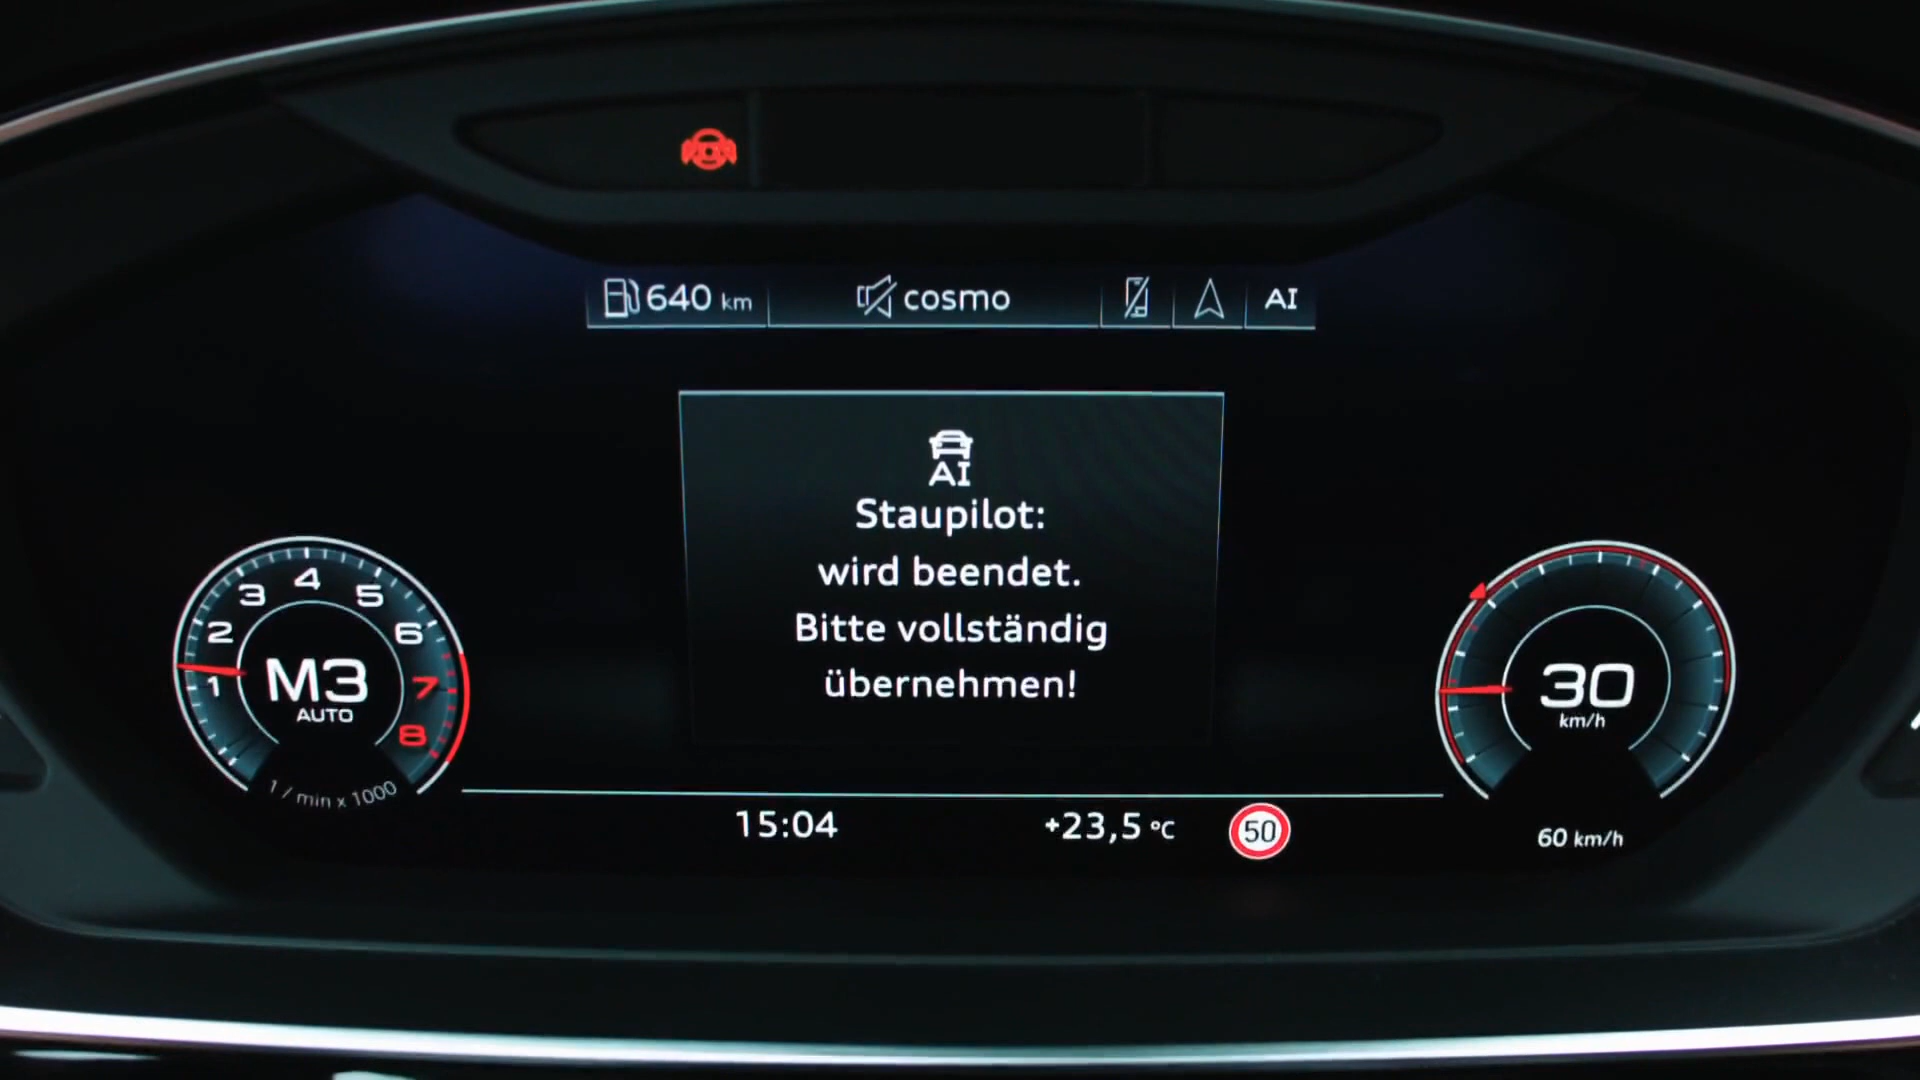 640 km
cosmo
AI
AI
Staupilot:
wird beendet.
Bitte vollständig
übernehmen!
1 2 3 4 5 6 7 8
M3
AUTO
1 / min x 1000
30
km/h
15:04
+23,5 °C
50
60 km/h